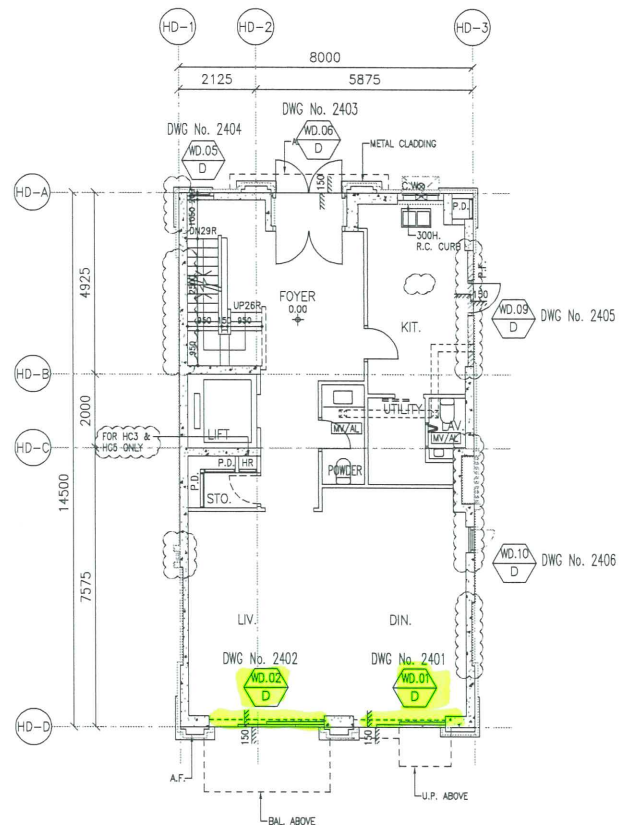 HD-1
HD-2
HD-3
8000
2125
5875
DWG No. 2403
DWG No. 2404
WD.06
D
METAL CLADDING
WD.05
D
150
HD-A
P.D.
300H.
R.C. CURB
DN29R
P.F.
4925
FOYER
0.00
150
WD.09
D
DWG No. 2405
UP26R
950
150
950
950
KIT.
HD-B
2000
UTILITY
LIFT
MV/AL
LAV.
MV/AL
FOR HC3 &
HC5 ONLY
HD-C
P.D.
HR
POWDER
P.D.
STO.
14500
7575
WD.10
D
DWG No. 2406
LIV.
DIN.
DWG No. 2402
DWG No. 2401
WD.02
D
WD.01
D
HD-D
150
150
A.F.
U.P. ABOVE
BAL. ABOVE